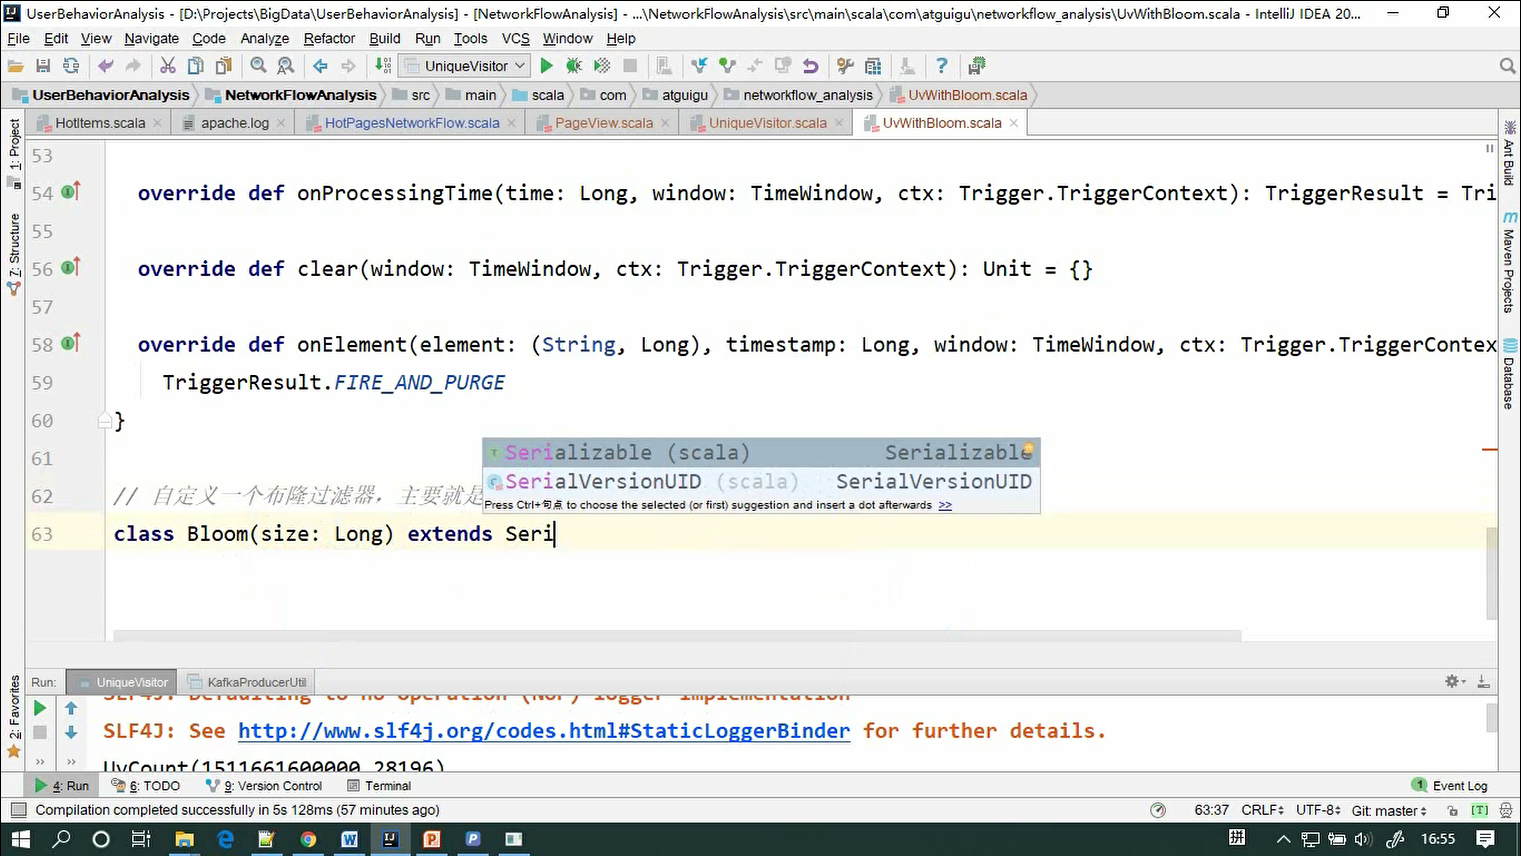 UserBehaviorAnalysis - [D:\Projects\BigData\UserBehaviorAnalysis] - [NetworkFlowAnalysis] - ...\NetworkFlowAnalysis\src\main\scala\com\atguigu\networkflow_analysis\UvWithBloom.scala - IntelliJ IDEA 20...
File Edit View Navigate Code Analyze Refactor Build Run Tools VCS Window Help
UniqueVisitor
UserBehaviorAnalysis NetworkFlowAnalysis src main scala com atguigu networkflow_analysis UvWithBloom.scala
HotItems.scala apache.log HotPagesNetworkFlow.scala PageView.scala UniqueVisitor.scala UvWithBloom.scala
1: Project
7: Structure
2: Favorites
Ant Build
Maven Projects
Database
53
54 override def onProcessingTime(time: Long, window: TimeWindow, ctx: Trigger.TriggerContext): TriggerResult = Tri
55
56 override def clear(window: TimeWindow, ctx: Trigger.TriggerContext): Unit = {}
57
58 override def onElement(element: (String, Long), timestamp: Long, window: TimeWindow, ctx: Trigger.TriggerContex
59 TriggerResult.FIRE_AND_PURGE
60 }
61
Serializable (scala) Serializable
SerialVersionUID (scala) SerialVersionUID
Press Ctrl+句点 to choose the selected (or first) suggestion and insert a dot afterwards >>
62 // 自定义一个布隆过滤器，主要就是
63 class Bloom(size: Long) extends Seri
Run: UniqueVisitor KafkaProducerUtil
SLF4J: Defaulting to no-operation (NOP) logger implementation
SLF4J: See http://www.slf4j.org/codes.html#StaticLoggerBinder for further details.
UvCount(1511661600000,28196)
4: Run 6: TODO 9: Version Control Terminal 1 Event Log
Compilation completed successfully in 5s 128ms (57 minutes ago) 63:37 CRLF UTF-8 Git: master [T]
16:55